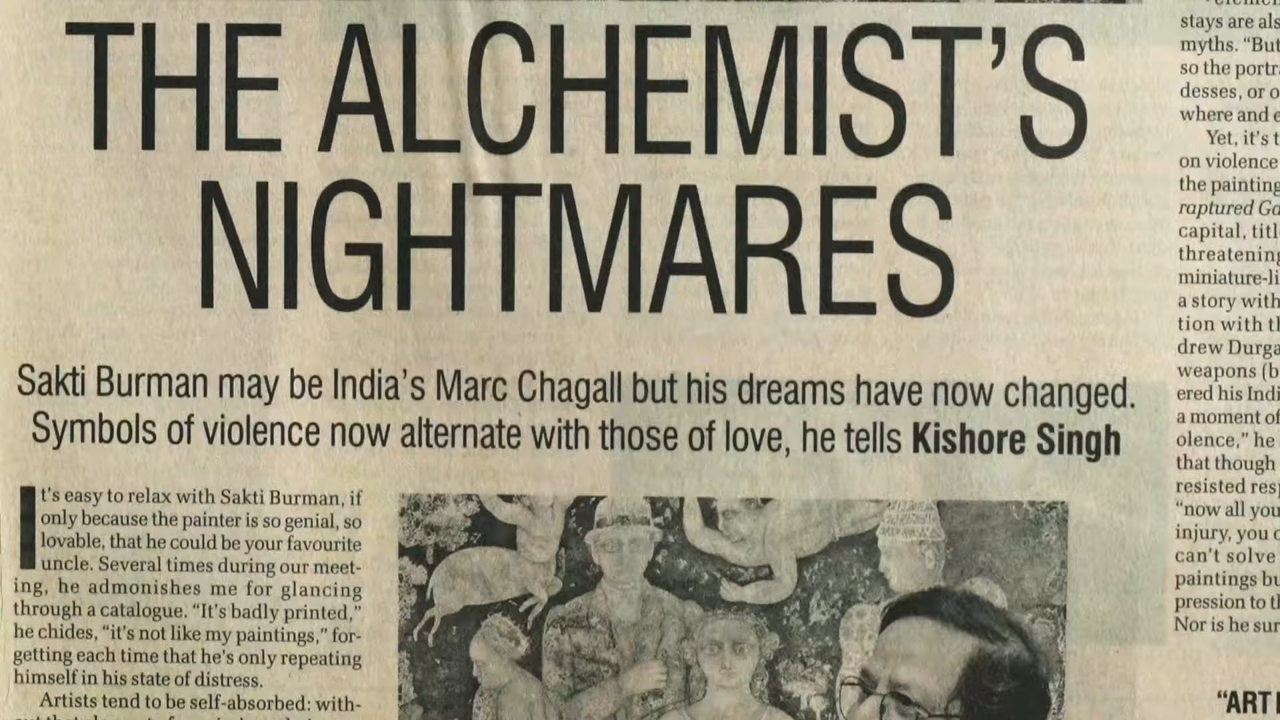 THE ALCHEMIST'S
NIGHTMARES
Sakti Burman may be India's Marc Chagall but his dreams have now changed.
Symbols of violence now alternate with those of love, he tells Kishore Singh
It's easy to relax with Sakti Burman, if
only because the painter is so genial, so
lovable, that he could be your favourite
uncle. Several times during our meet-
ing, he admonishes me for glancing
through a catalogue. "It's badly printed,"
he chides, "it's not like my paintings," for-
getting each time that he's only repeating
himself in his state of distress.
Artists tend to be self-absorbed: with-
stays are als
myths. "But
so the portr
desses, or o
where and e
Yet, it's t
on violence
the painting
raptured Ga
capital, titl
threatening
miniature-li
a story with
tion with th
drew Durga
weapons (b
ered his Indi
a moment of
olence," he
that though
resisted resp
"now all you
injury, you c
can't solve
paintings bu
pression to th
Nor is he sur
"ART I